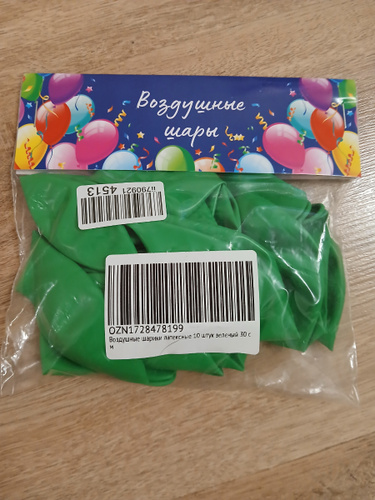 Воздушные
шары
ii790921
4513
OZN1728478199
Воздушные шарики латексные 10 штук зеленый 30 с
м